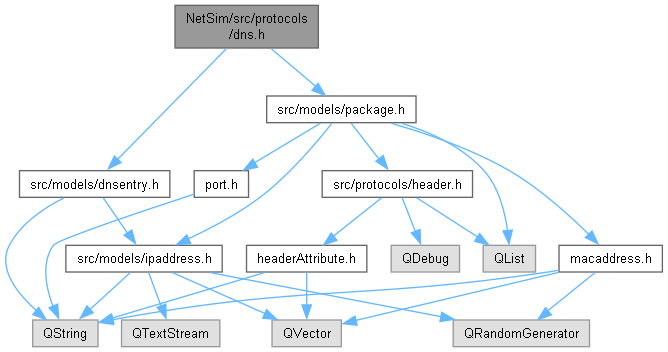 NetSim/src/protocols
/dns.h
src/models/package.h
src/models/dnsentry.h
port.h
src/protocols/header.h
src/models/ipaddress.h
headerAttribute.h
QDebug
QList
macaddress.h
QString
QTextStream
QVector
QRandomGenerator